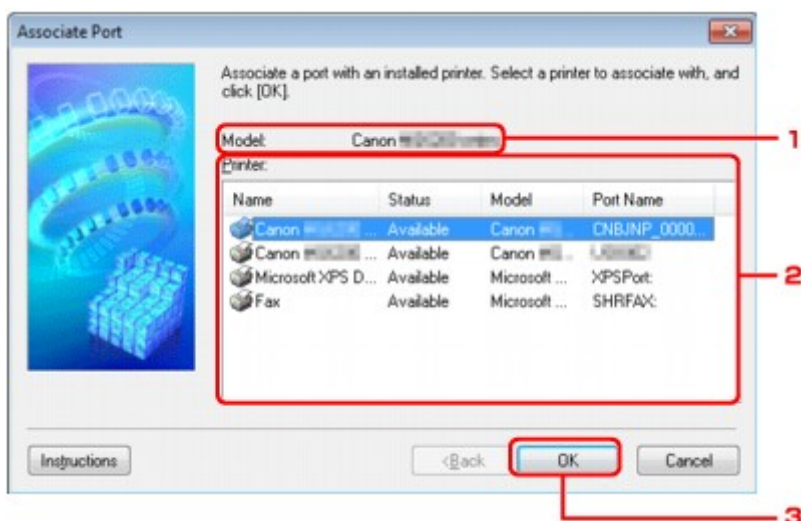 Associate Port
Associate a port with an installed printer. Select a printer to associate with, and
click [OK].
Model: Canon
1
Printer:
Name Status Model Port Name
Canon ... Available Canon ... CNBJNP_0000...
Canon ... Available Canon ...
Microsoft XPS D... Available Microsoft ... XPSPort:
Fax Available Microsoft ... SHRFAX:
2
Instructions <Back OK Cancel
3